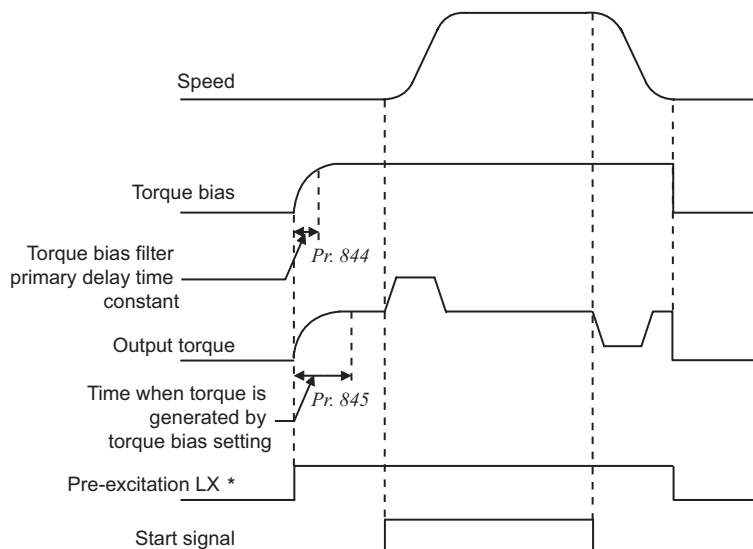 Speed
Torque bias
Torque bias filter
primary delay time
constant
Pr. 844
Output torque
Time when torque is
generated by
torque bias setting
Pr. 845
Pre-excitation LX *
Start signal